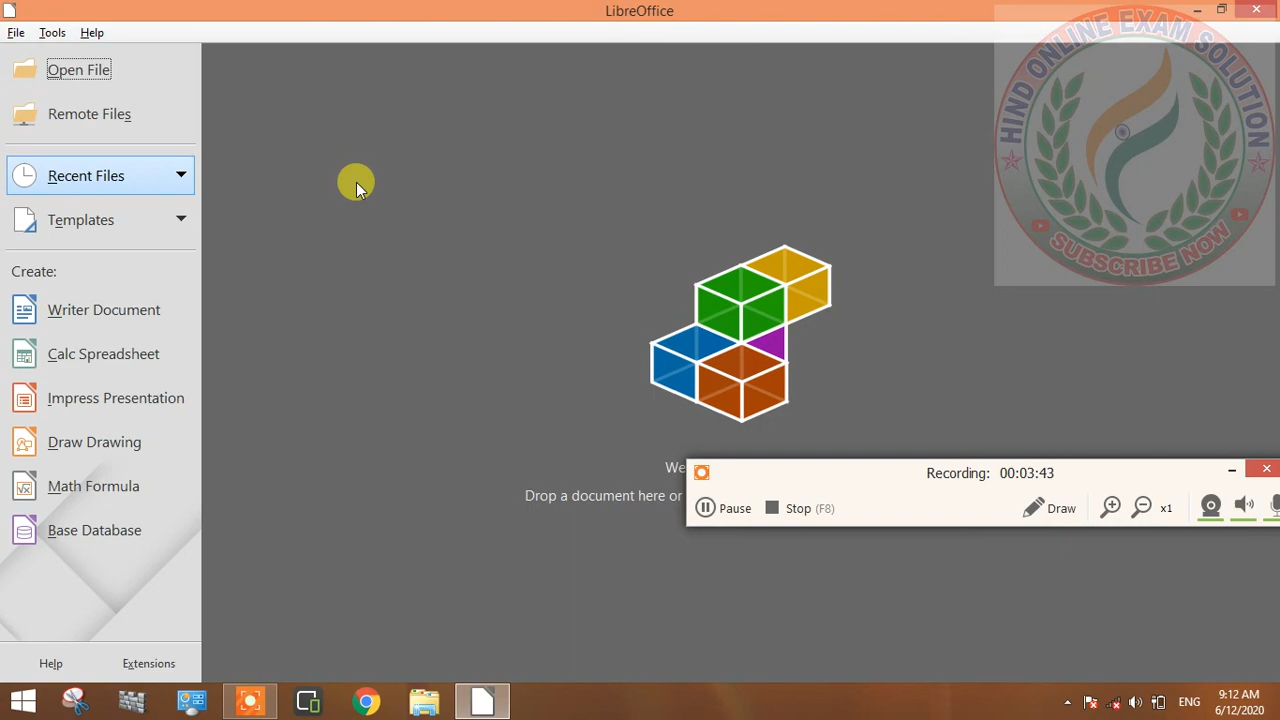 LibreOffice
File Tools Help
Open File
Remote Files
Recent Files
Templates
Create:
Writer Document
Calc Spreadsheet
Impress Presentation
Draw Drawing
Math Formula
Base Database
Help Extensions
HIND ONLINE EXAM SOLUTION
SUBSCRIBE NOW
We
Drop a document here or
Recording: 00:03:43
Pause Stop (F8) Draw x1
ENG
9:12 AM
6/12/2020